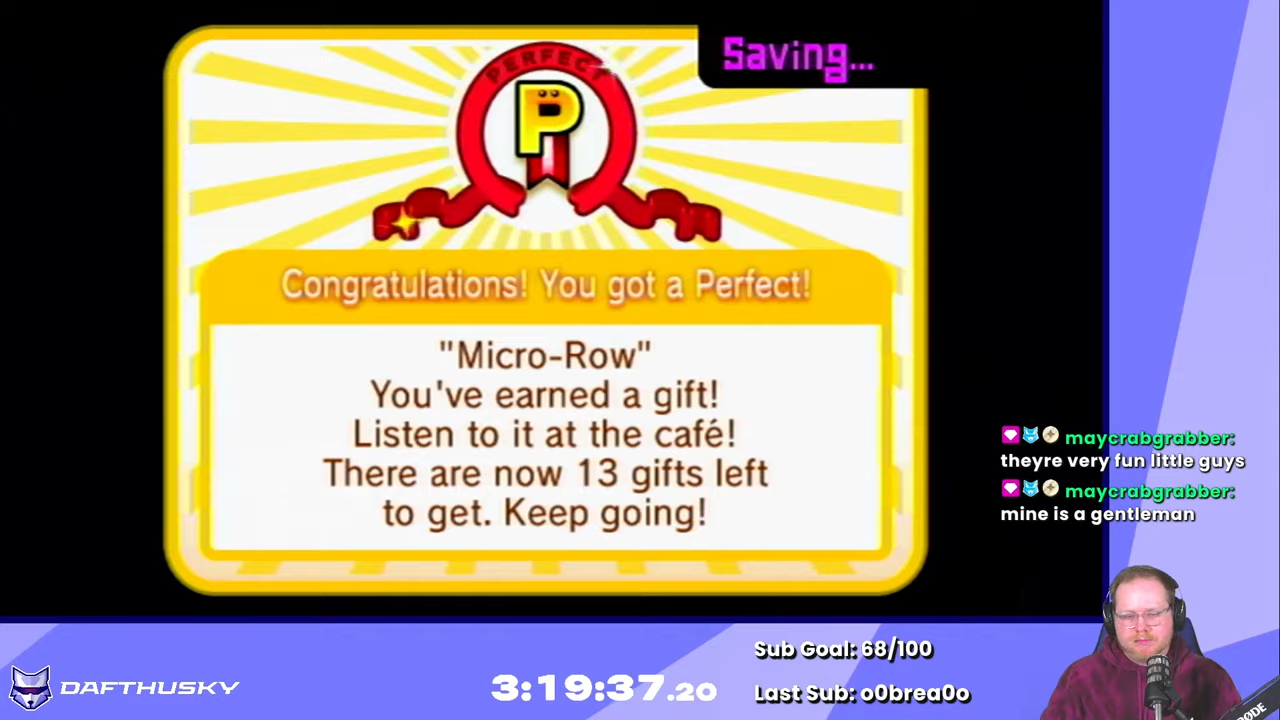 Saving...
PERFECT
P
Congratulations! You got a Perfect!
"Micro-Row"
You've earned a gift!
Listen to it at the café!
There are now 13 gifts left
to get. Keep going!
maycrabgrabber:
theyre very fun little guys
maycrabgrabber:
mine is a gentleman
DAFTHUSKY
3:19:37.20
Sub Goal: 68/100
Last Sub: o0brea0o